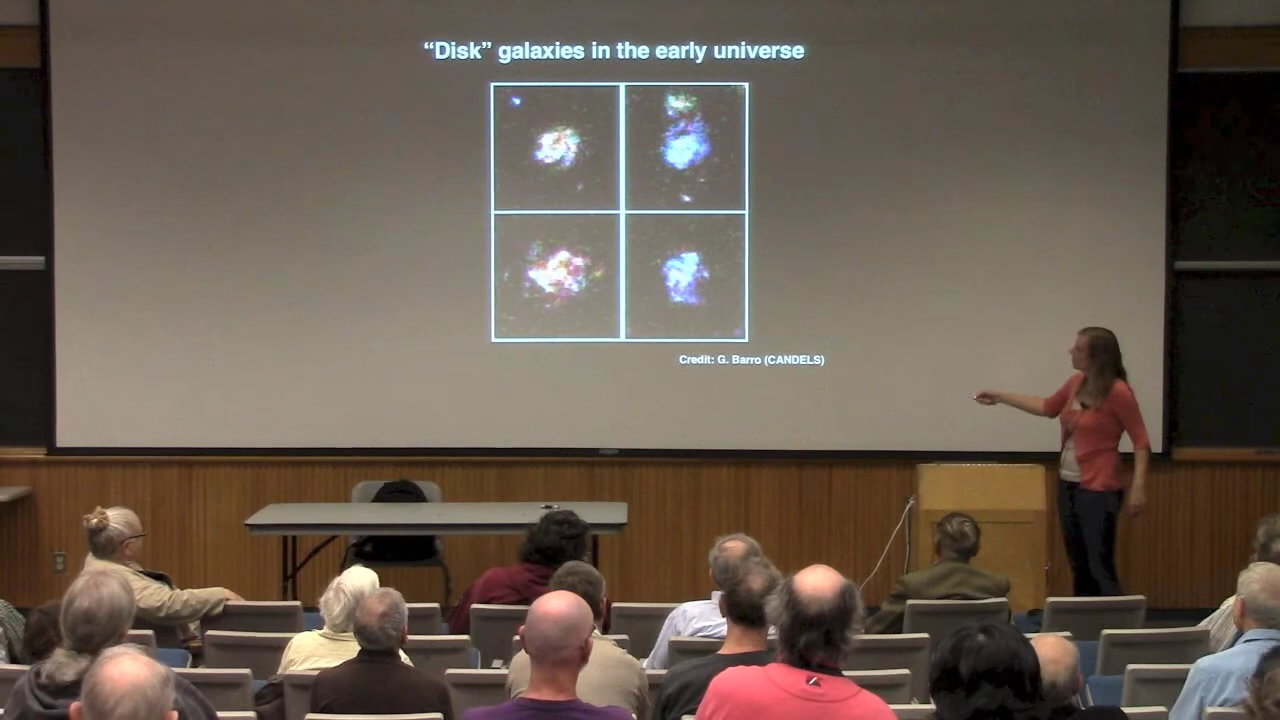 “Disk” galaxies in the early universe
Credit: G. Barro (CANDELS)